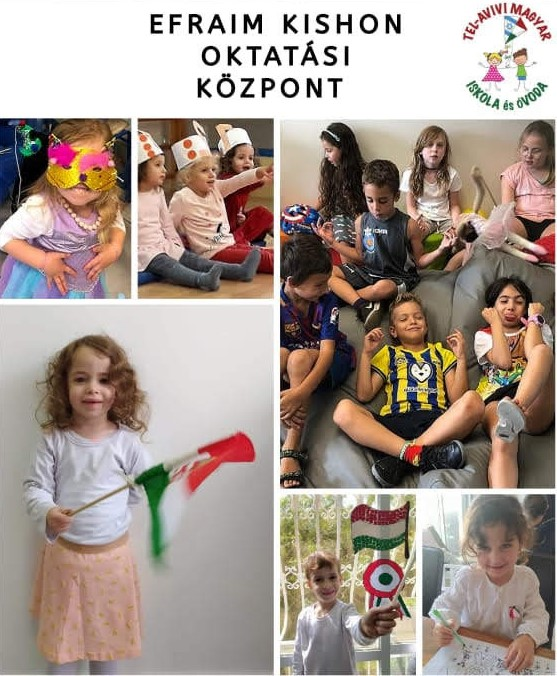 EFRAIM KISHON
OKTATÁSI
KÖZPONT
TEL-AVIVI MAGYAR
ISKOLA és ÓVODA